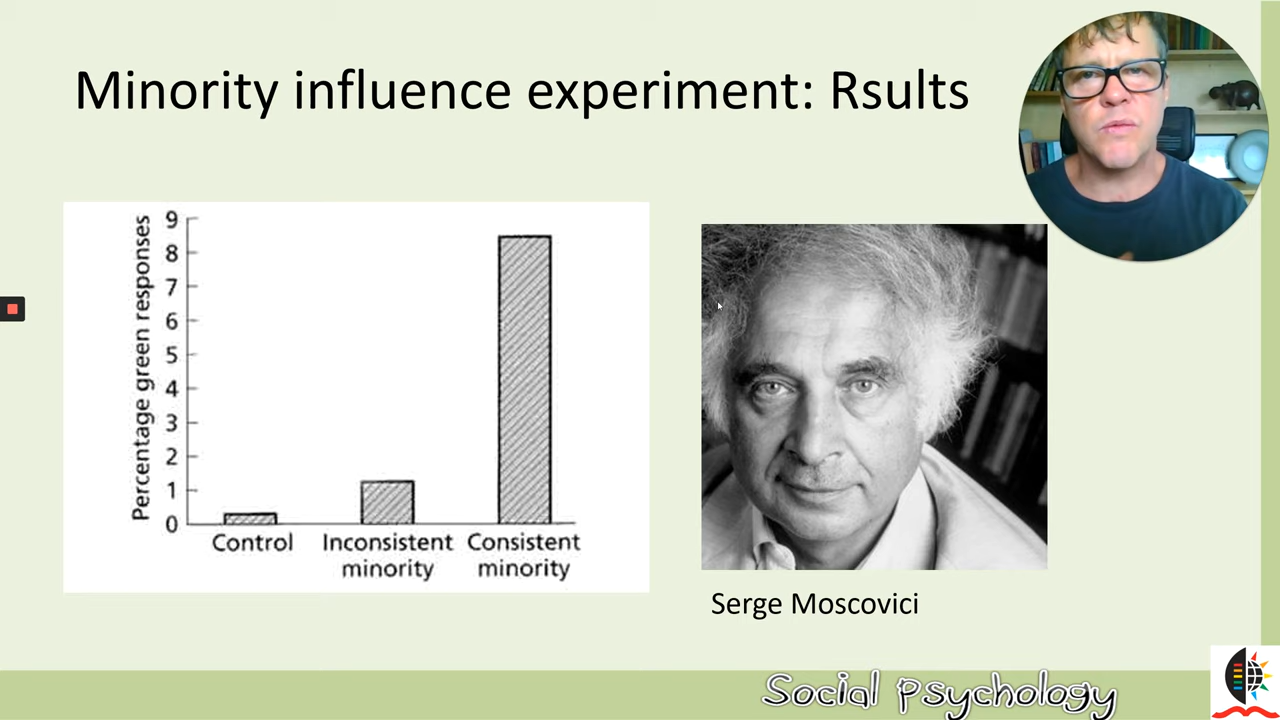 Minority influence experiment: Rsults
Percentage green responses
9
8
7
6
5
4
3
2
1
0
Control
Inconsistent
minority
Consistent
minority
Serge Moscovici
Social Psychology